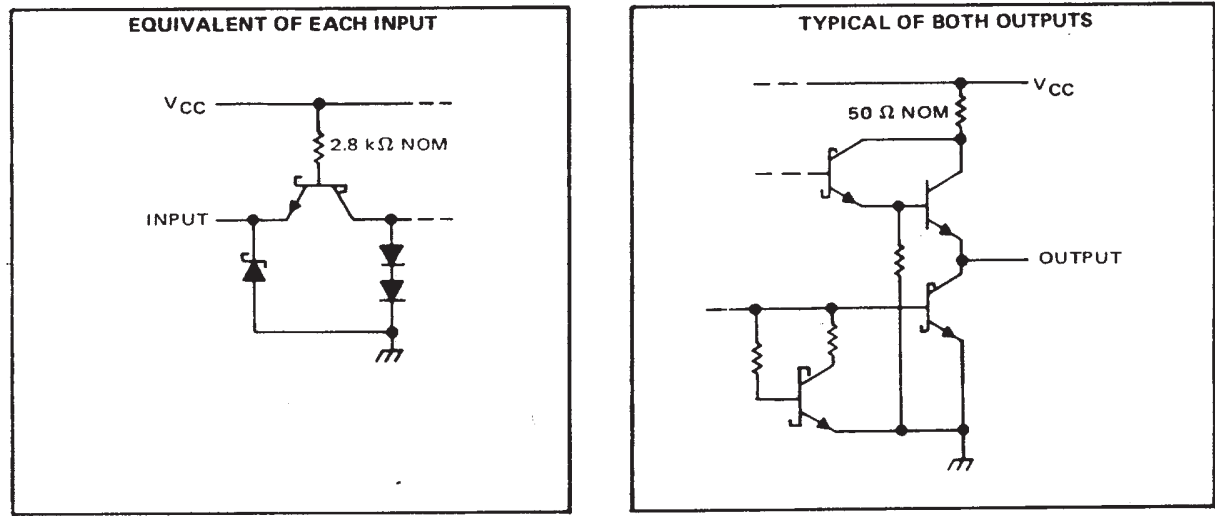 EQUIVALENT OF EACH INPUT
VCC
2.8 kΩ NOM
INPUT
TYPICAL OF BOTH OUTPUTS
VCC
50 Ω NOM
OUTPUT